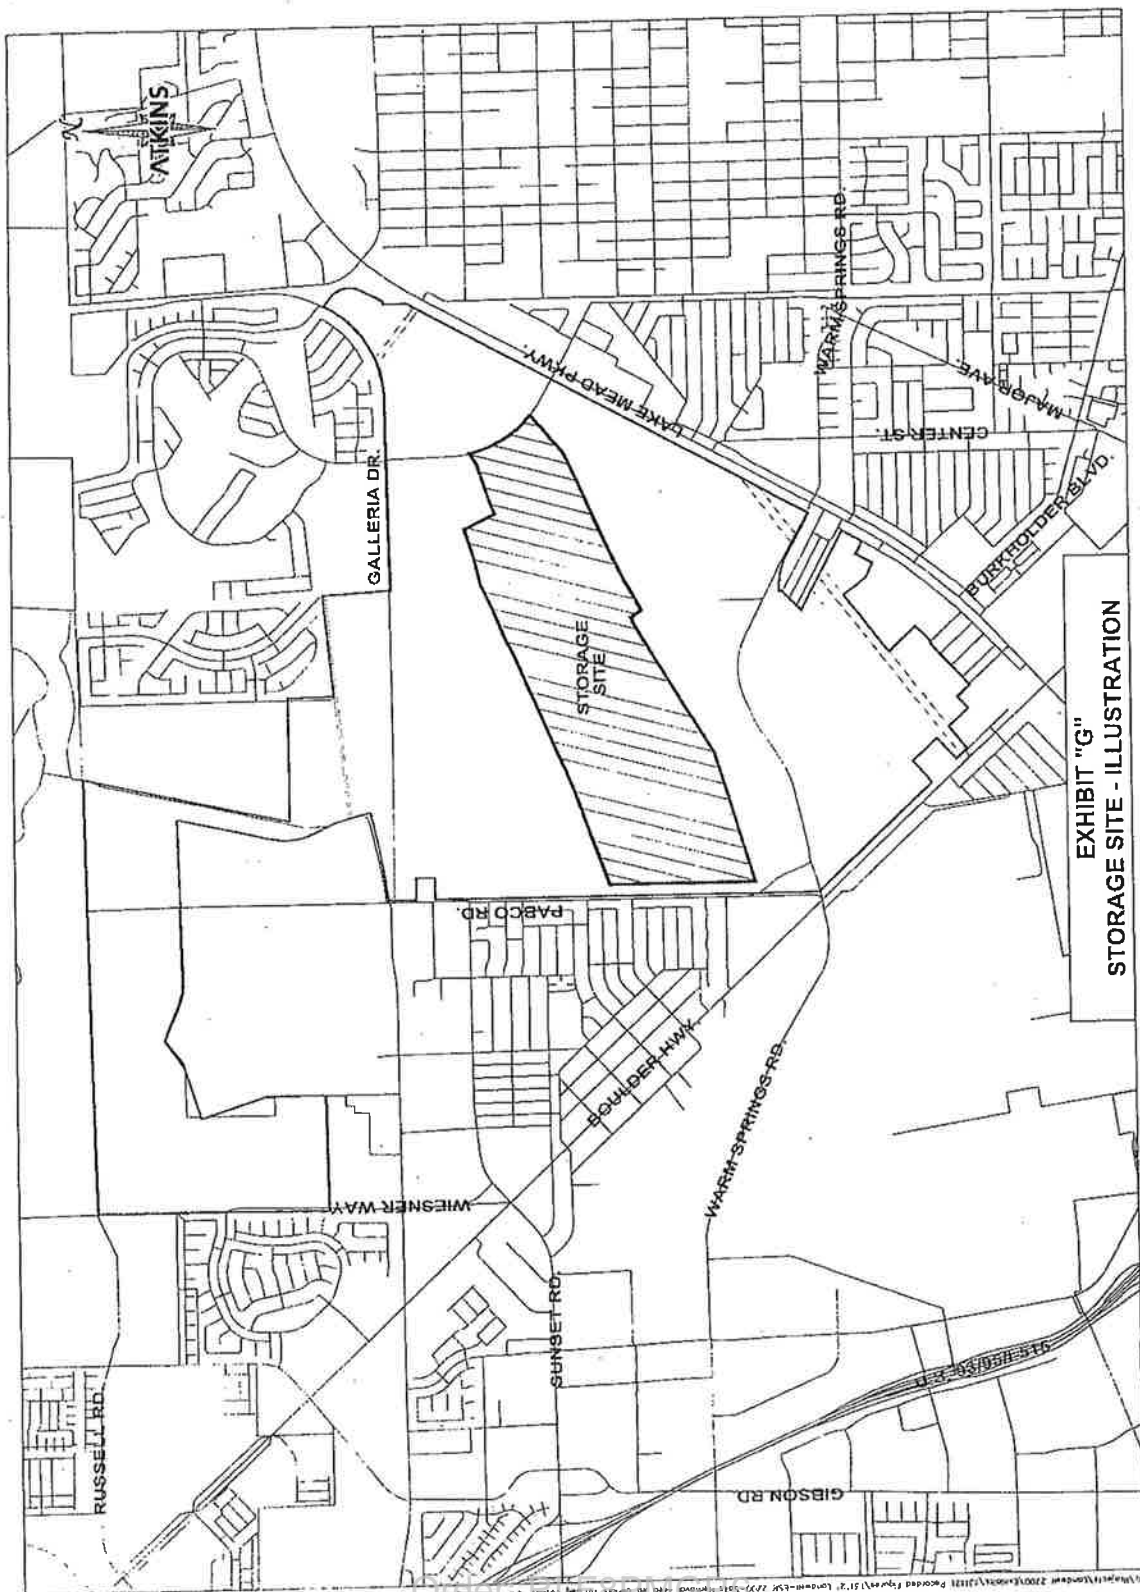 N
ATKINS
WARM SPRINGS RD.
LAKE MEAD PKWY.
MAJOR AVE.
CENTER ST.
GALLERIA DR.
BURKHOLDER BLVD.
STORAGE
SITE
PABCO RD.
BOULDER HWY.
WARM SPRINGS RD.
WIESNER WAY
SUNSET RD.
RUSSELL RD.
GIBSON RD
EXHIBIT "G"
STORAGE SITE - ILLUSTRATION